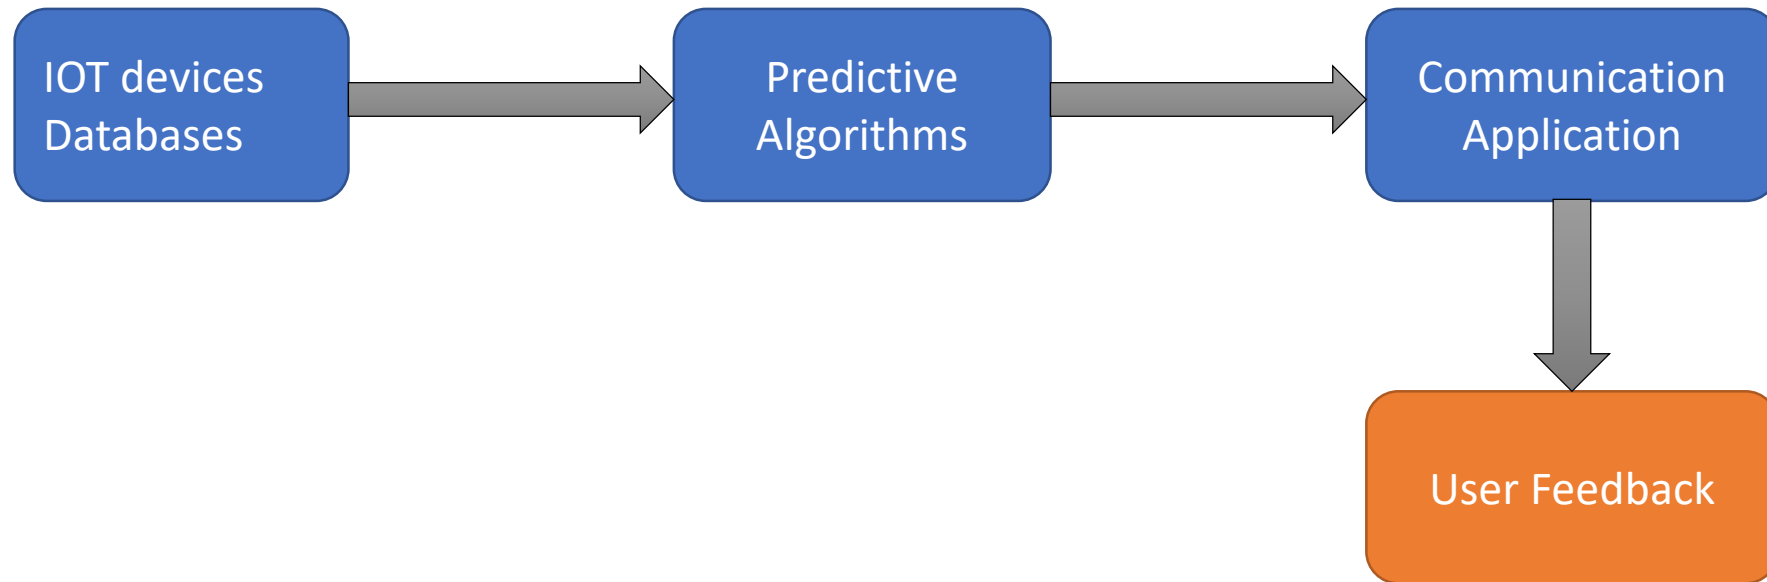 IOT devices
Databases
Predictive
Algorithms
Communication
Application
User Feedback